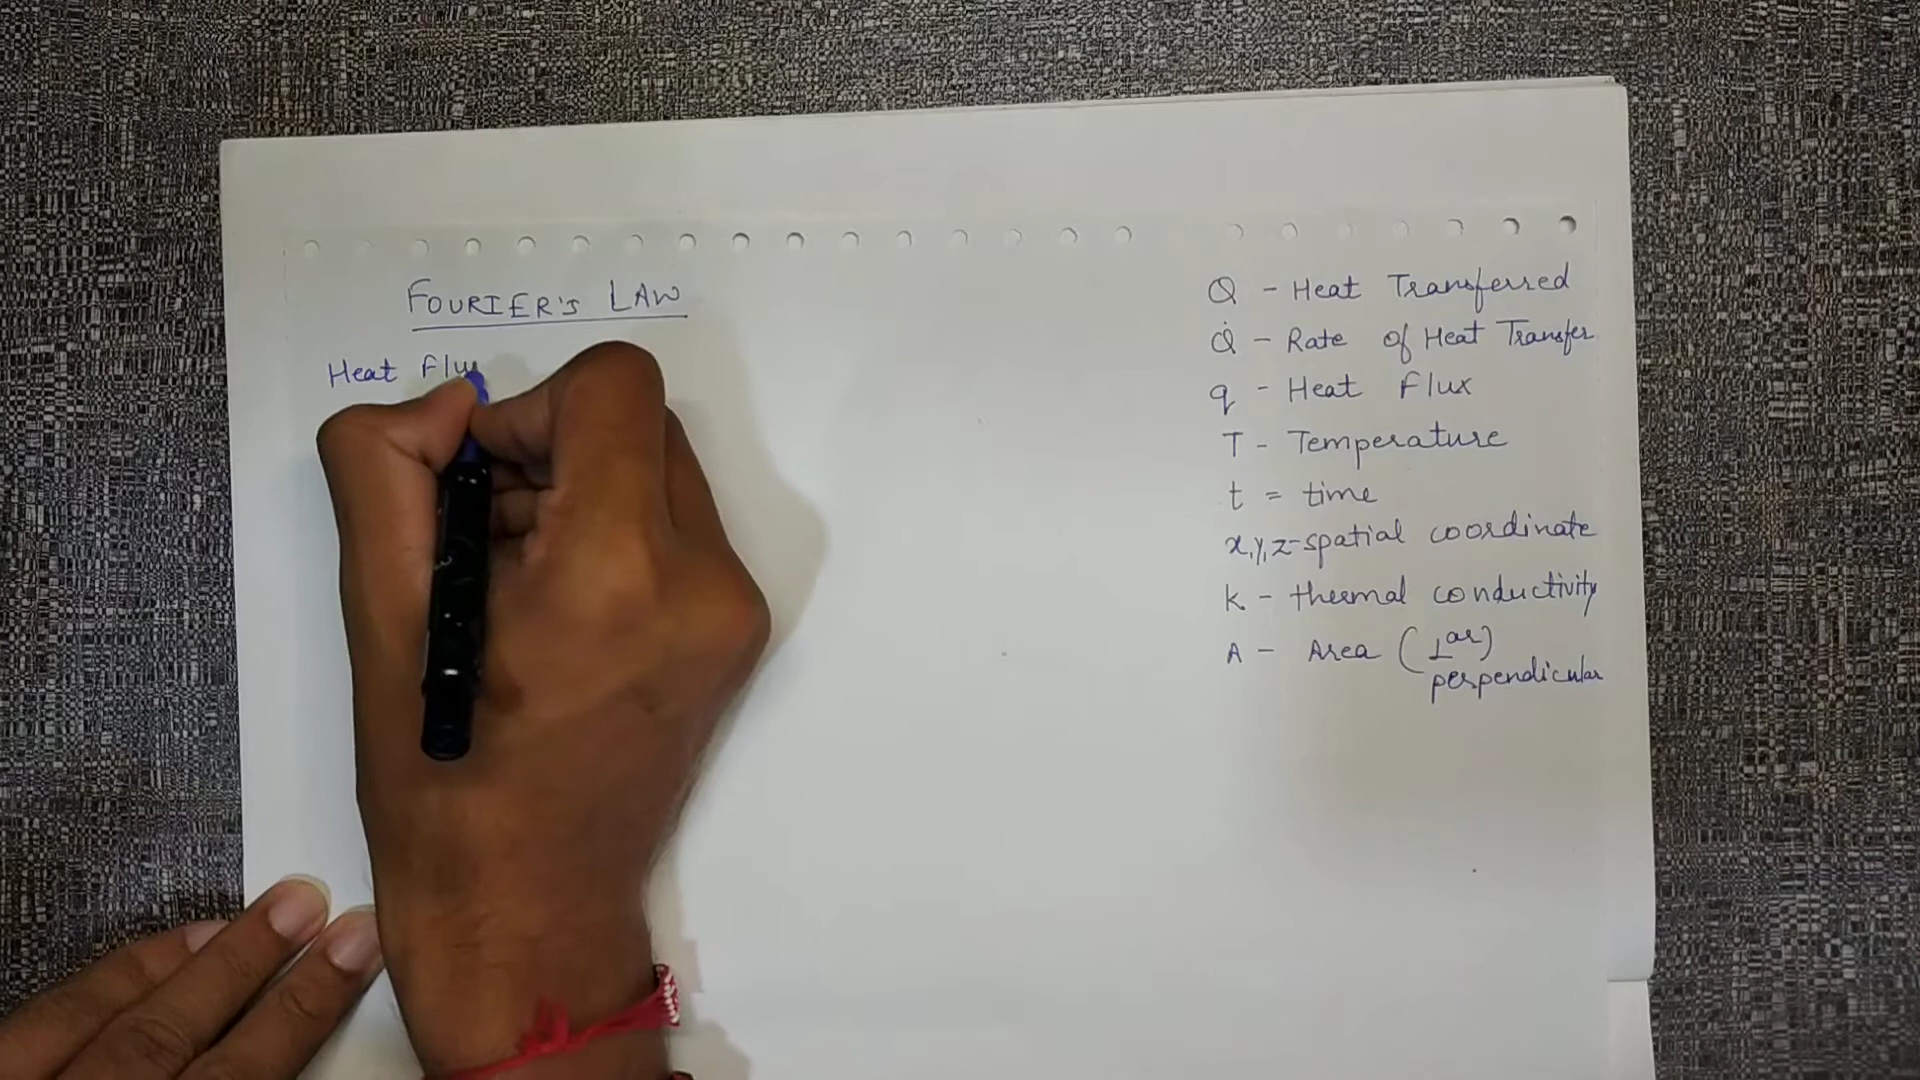 FOURIER'S LAW
Heat Flu
Q - Heat Transferred
Q̇ - Rate of Heat Transfer
q - Heat Flux
T - Temperature
t = time
x,y,z-spatial coordinate
K - thermal conductivity
A - Area (⊥ar)
perpendicular